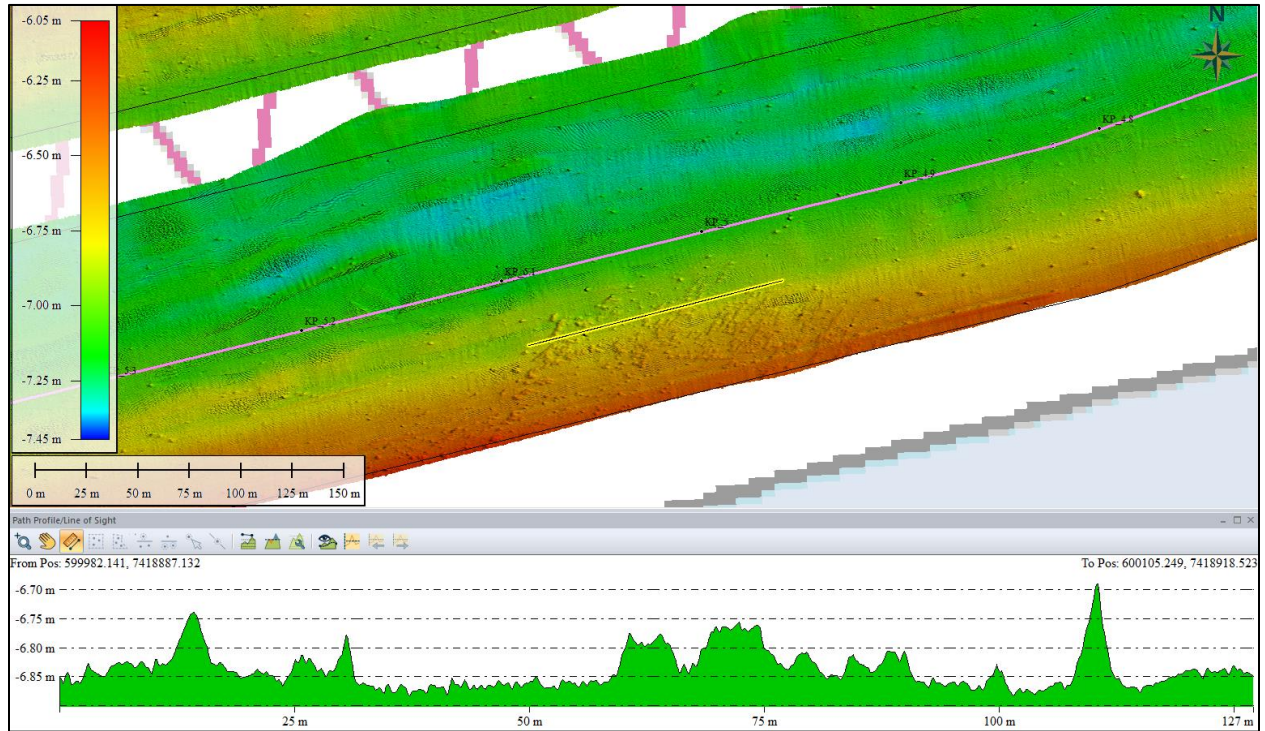 -6.05 m
-6.25 m
-6.50 m
-6.75 m
-7.00 m
-7.25 m
-7.45 m
0 m 25 m 50 m 75 m 100 m 125 m 150 m
N
KP_4.8
KP_4.9
KP_5
KP_5.1
KP_5.2
5.3
Path Profile/Line of Sight
From Pos: 599982.141, 7418887.132
To Pos: 600105.249, 7418918.523
-6.70 m
-6.75 m
-6.80 m
-6.85 m
25 m 50 m 75 m 100 m 127 m